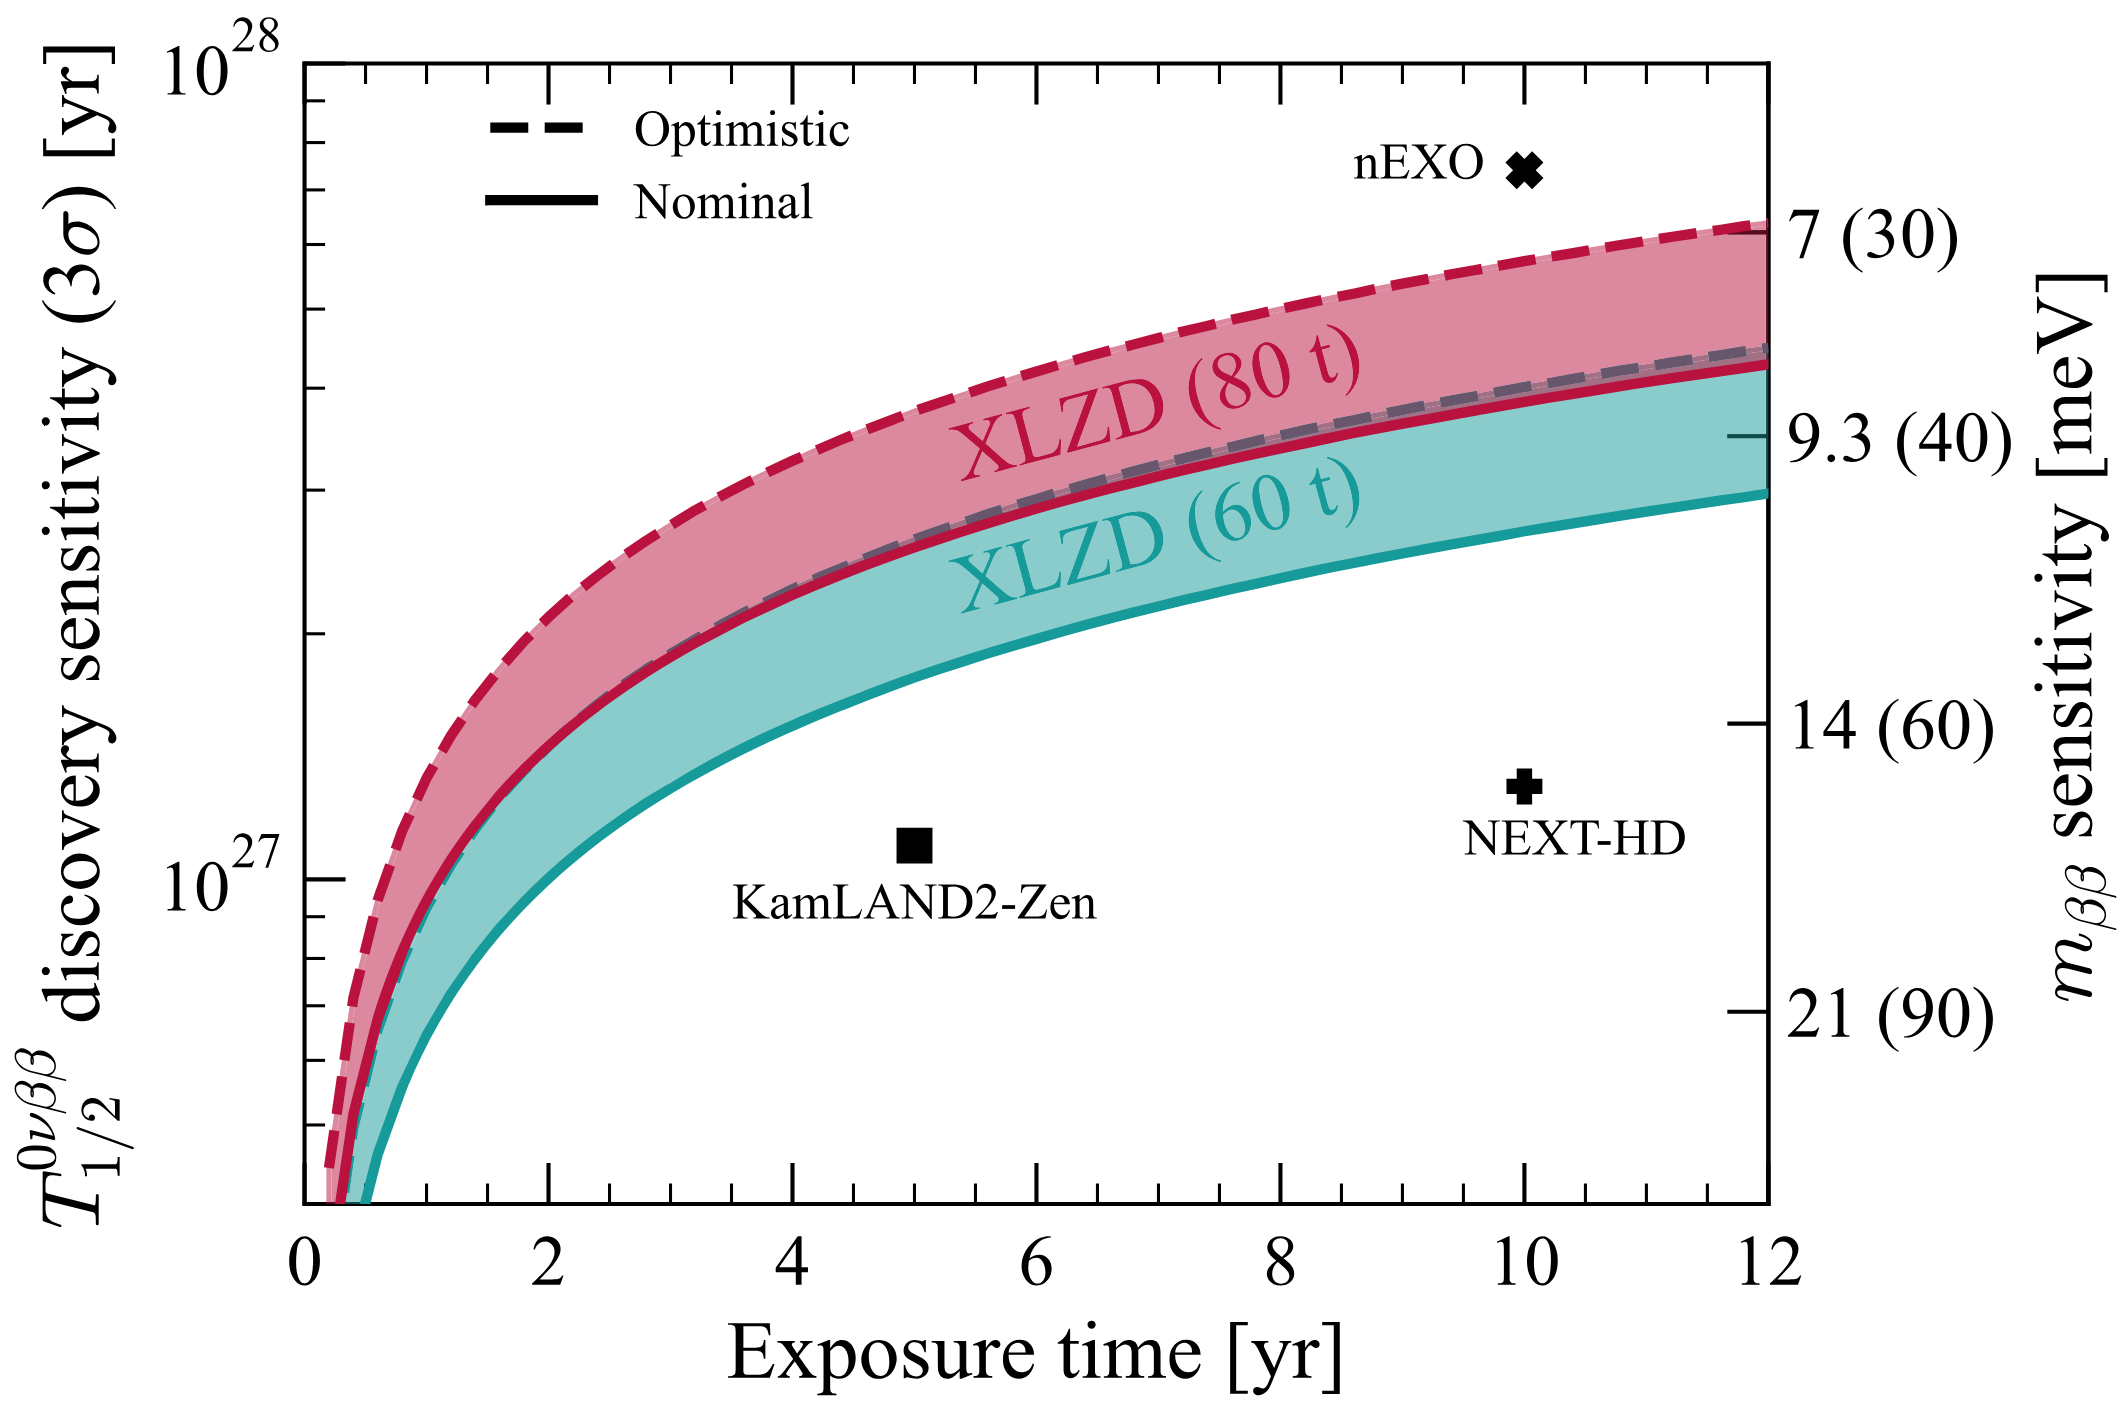 10^28
10^27
T_{1/2}^{0νββ} discovery sensitivity (3σ) [yr]
Optimistic
Nominal
nEXO
XLZD (80 t)
XLZD (60 t)
KamLAND2-Zen
NEXT-HD
7 (30)
9.3 (40)
14 (60)
21 (90)
m_{ββ} sensitivity [meV]
0 2 4 6 8 10 12
Exposure time [yr]